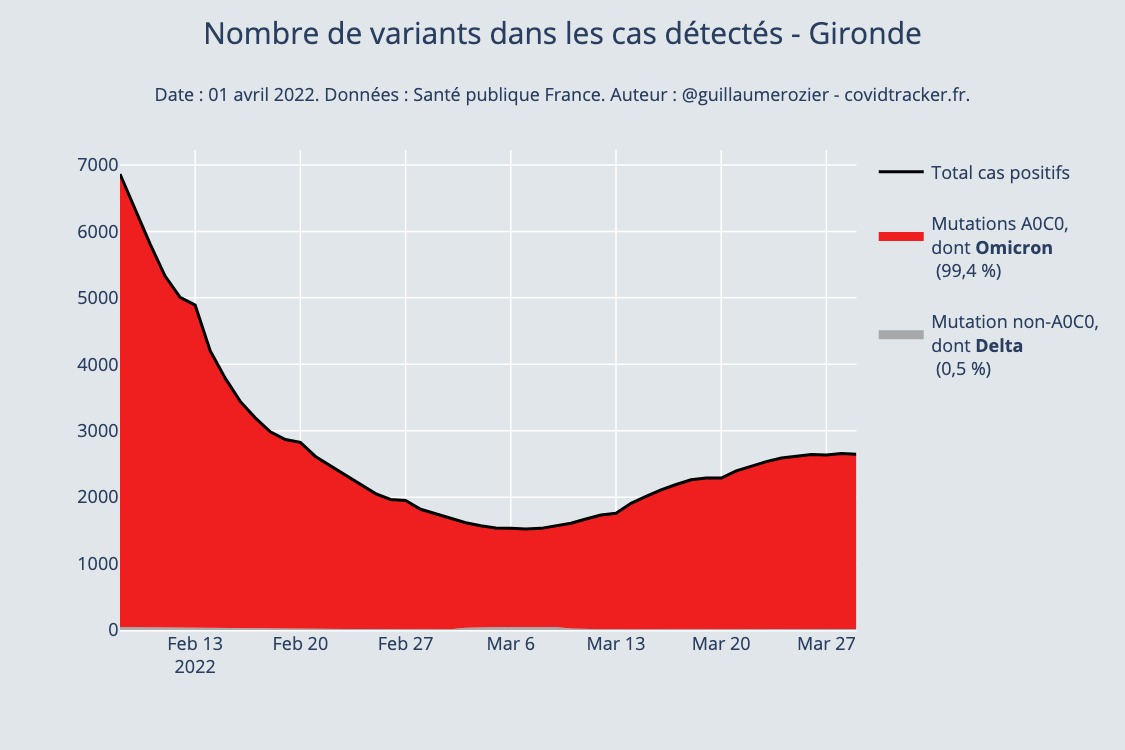 Nombre de variants dans les cas détectés - Gironde
Date : 01 avril 2022. Données : Santé publique France. Auteur : @guillaumerozier - covidtracker.fr.
7000
6000
5000
4000
3000
2000
1000
0
Feb 13
2022
Feb 20
Feb 27
Mar 6
Mar 13
Mar 20
Mar 27
Total cas positifs
Mutations A0C0,
dont Omicron
(99,4 %)
Mutation non-A0C0,
dont Delta
(0,5 %)